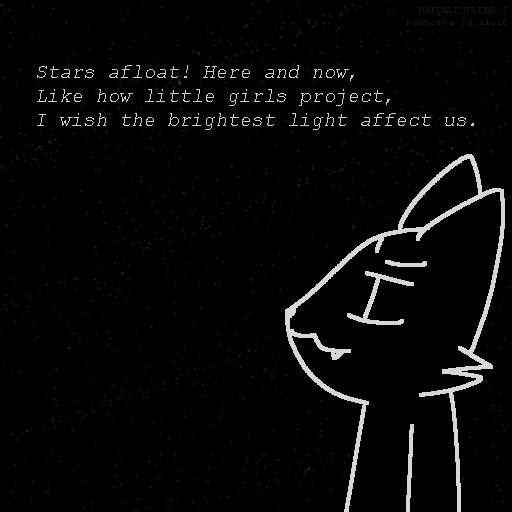 Stars afloat! Here and now,
Like how little girls project,
I wish the brightest light affect us.